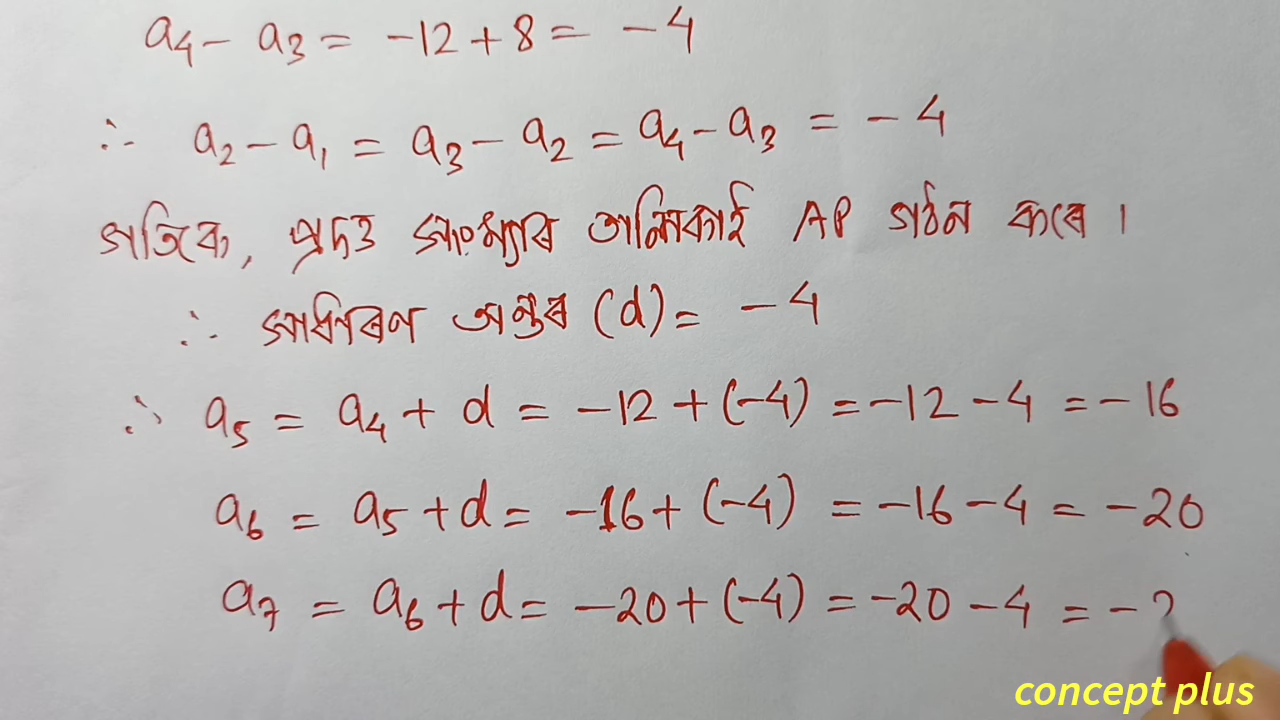 a₄ - a₃ = -12 + 8 = -4
∴ a₂ - a₁ = a₃ - a₂ = a₄ - a₃ = -4
গতিকে, প্ৰদত্ত সংখ্যাৰ তালিকাই AP গঠন কৰে।
∴ সাধাৰণ অন্তৰ (d) = -4
∴ a₅ = a₄ + d = -12 + (-4) = -12 - 4 = -16
a₆ = a₅ + d = -16 + (-4) = -16 - 4 = -20
a₇ = a₆ + d = -20 + (-4) = -20 - 4 = -2
concept plus